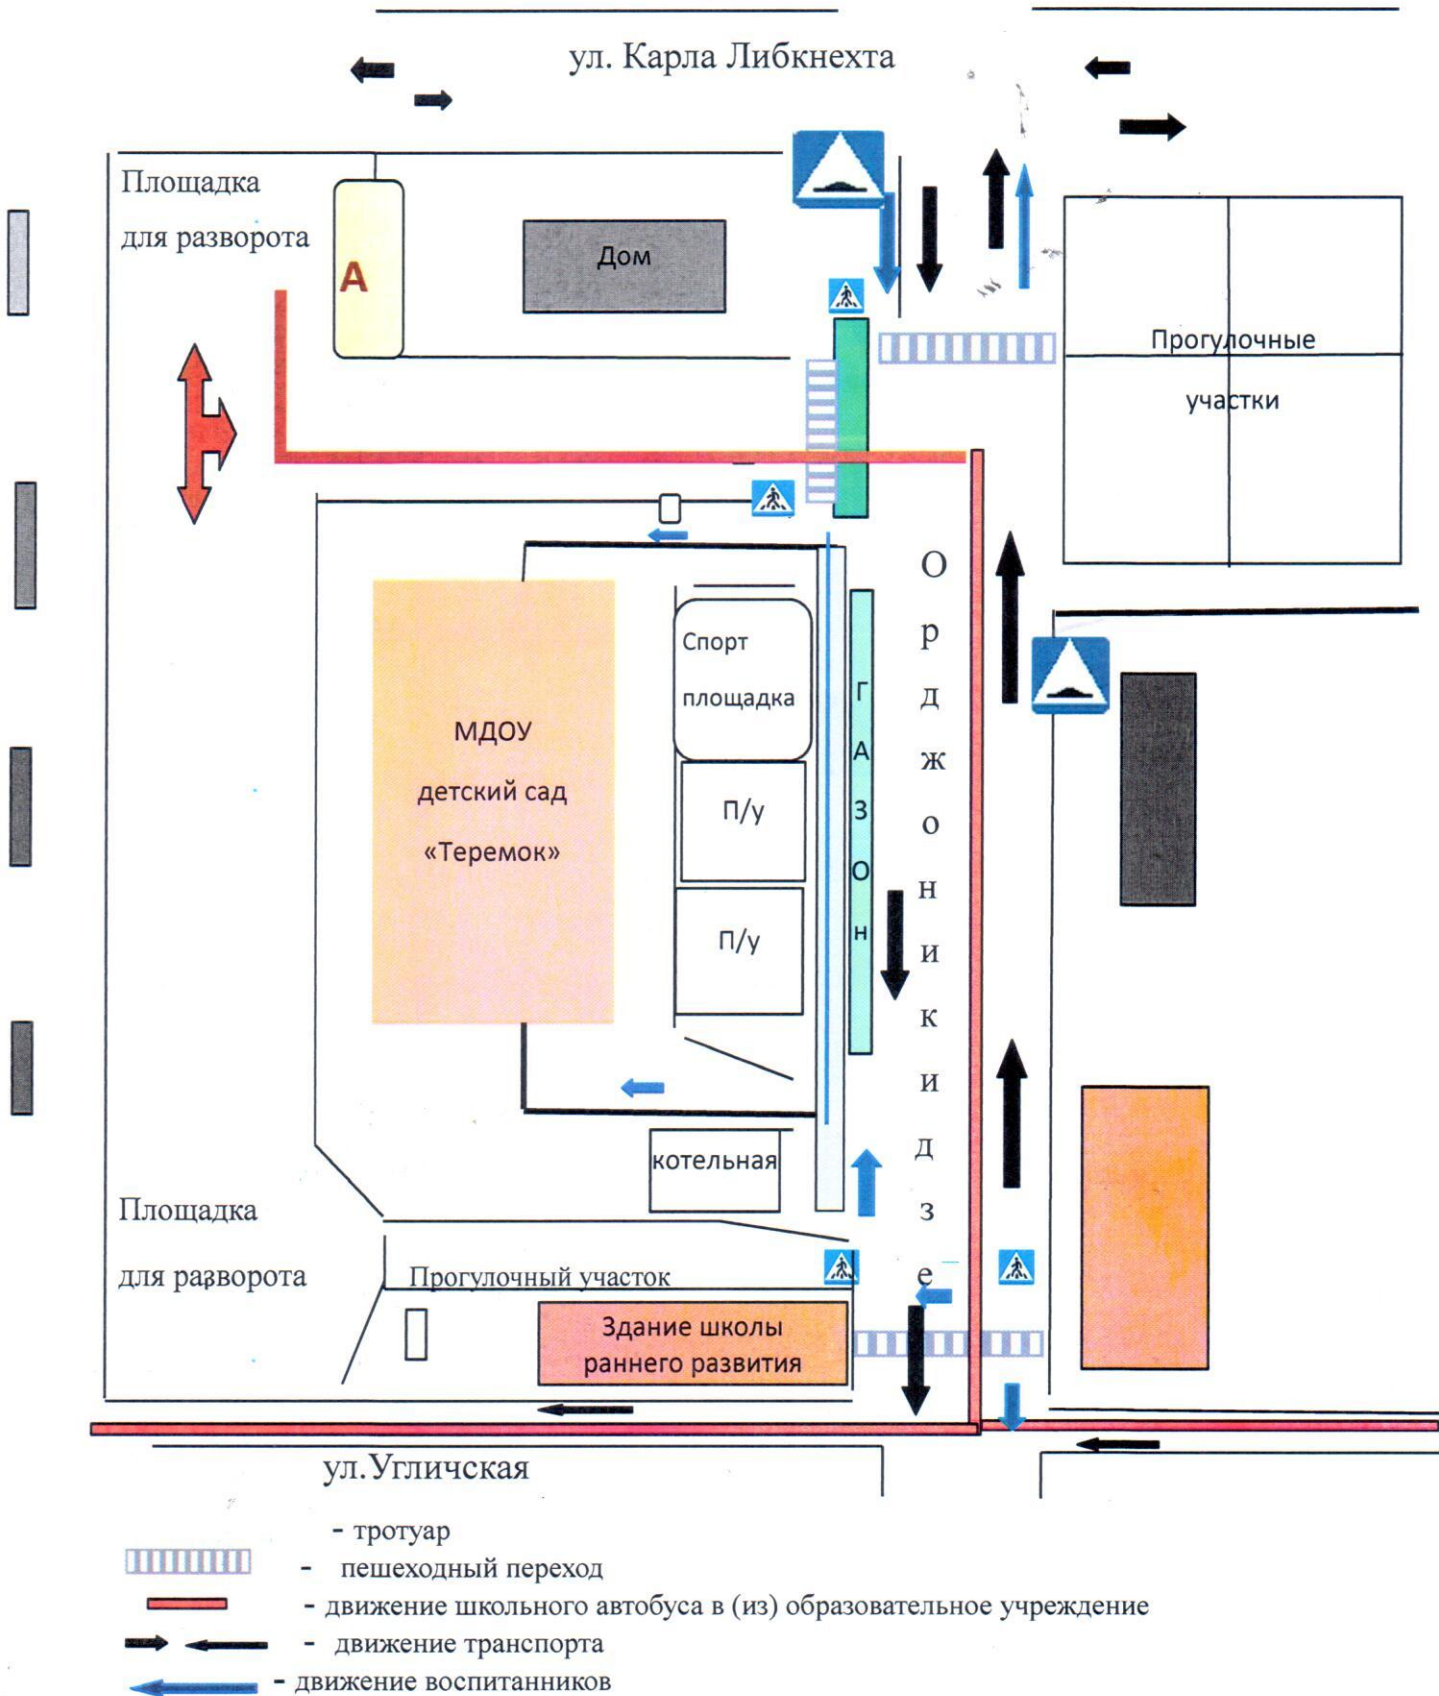 ул. Карла Либкнехта
Площадка
для разворота
А
Дом
Прогулочные
участки
Орджоникидзе
Спорт
площадка
ГАЗОн
МДОУ
детский сад
«Теремок»
П/у
П/у
котельная
Площадка
для разворота
Прогулочный участок
Здание школы
раннего развития
ул.Угличская
- тротуар
- пешеходный переход
- движение школьного автобуса в (из) образовательное учреждение
- движение транспорта
- движение воспитанников